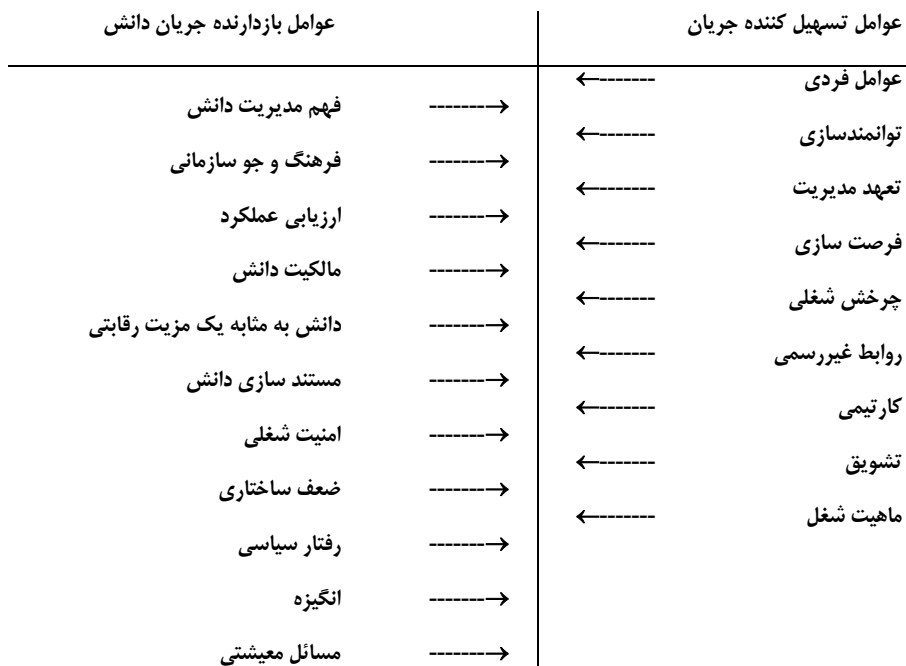 عوامل تسهیل کننده جریان
عوامل بازدارنده جریان دانش
عوامل فردی
فهم مدیریت دانش
توانمندسازی
فرهنگ و جو سازمانی
تعهد مدیریت
ارزیابی عملکرد
فرصت سازی
مالکیت دانش
چرخش شغلی
دانش به مثابه یک مزیت رقابتی
روابط غیررسمی
مستند سازی دانش
کارتیمی
امنیت شغلی
تشویق
ضعف ساختاری
ماهیت شغل
رفتار سیاسی
انگیزه
مسائل معیشتی